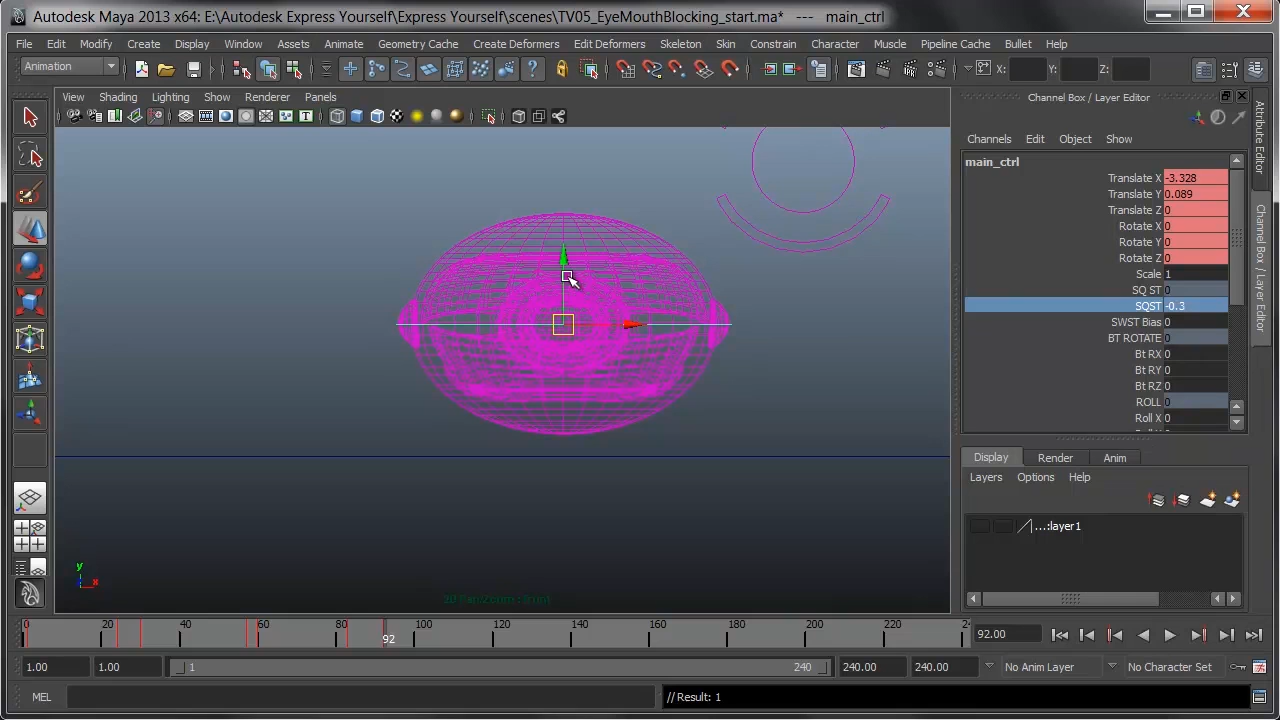 Autodesk Maya 2013 x64: E:\Autodesk Express Yourself\Express Yourself\scenes\TV05_EyeMouthBlocking_start.ma* --- main_ctrl
File Edit Modify Create Display Window Assets Animate Geometry Cache Create Deformers Edit Deformers Skeleton Skin Constrain Character Muscle Pipeline Cache Bullet Help
Animation X: Y: Z:
View Shading Lighting Show Renderer Panels
Channel Box / Layer Editor
Channels Edit Object Show
main_ctrl
Translate X -3.328
Translate Y 0.089
Translate Z 0
Rotate X 0
Rotate Y 0
Rotate Z 0
Scale 1
SQ ST 0
SQST -0.3
SWST Bias 0
BT ROTATE 0
Bt RX 0
Bt RY 0
Bt RZ 0
ROLL 0
Roll X 0
Attribute Editor
Channel Box / Layer Editor
Display Render Anim
Layers Options Help
...:layer1
y
x
0 20 40 60 80 100 120 140 160 180 200 220
92
92.00
1.00 1.00 1 240 240.00 240.00 No Anim Layer No Character Set
MEL // Result: 1